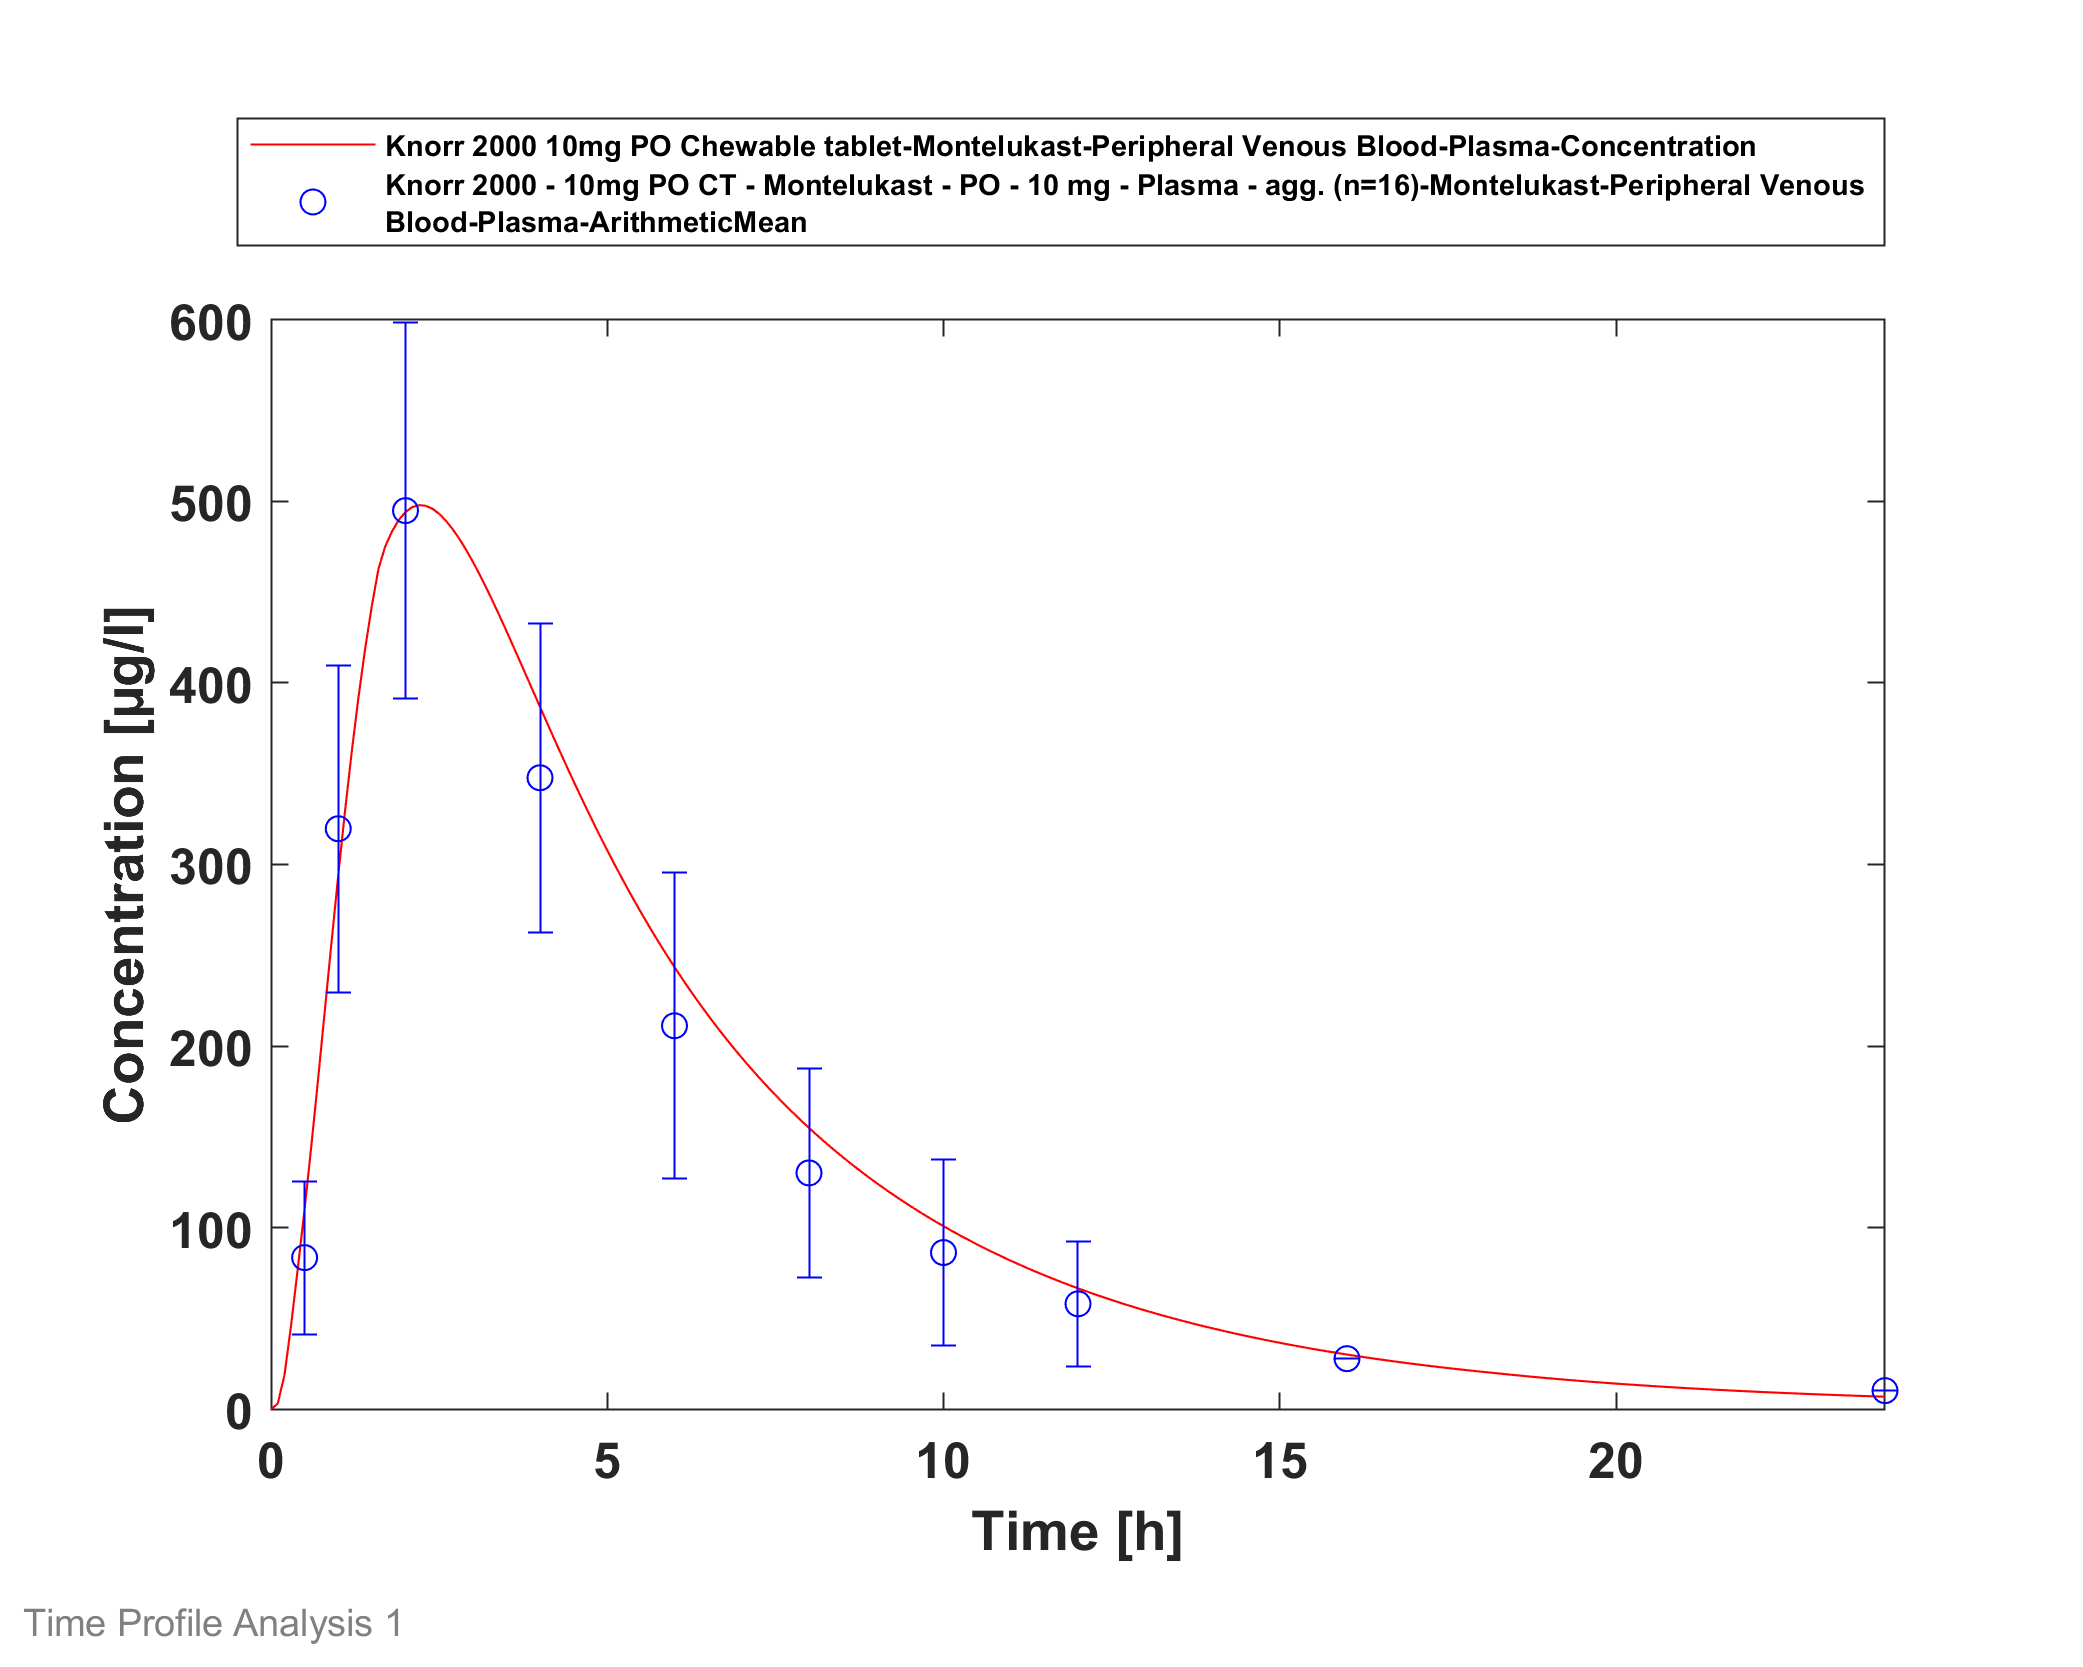 Knorr 2000 10mg PO Chewable tablet-Montelukast-Peripheral Venous Blood-Plasma-Concentration
Knorr 2000 - 10mg PO CT - Montelukast - PO - 10 mg - Plasma - agg. (n=16)-Montelukast-Peripheral Venous
Blood-Plasma-ArithmeticMean
600
500
400
300
200
100
0
Concentration [µg/l]
0 5 10 15 20
Time [h]
Time Profile Analysis 1